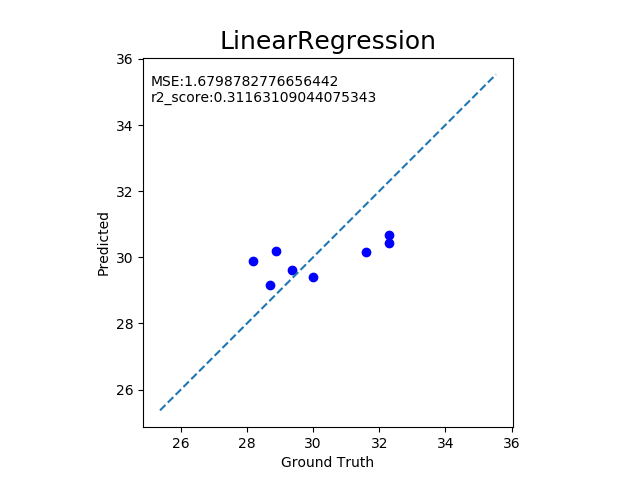 LinearRegression
MSE:1.6798782776656442
r2_score:0.31163109044075343
36
34
32
30
28
26
Predicted
26 28 30 32 34 36
Ground Truth